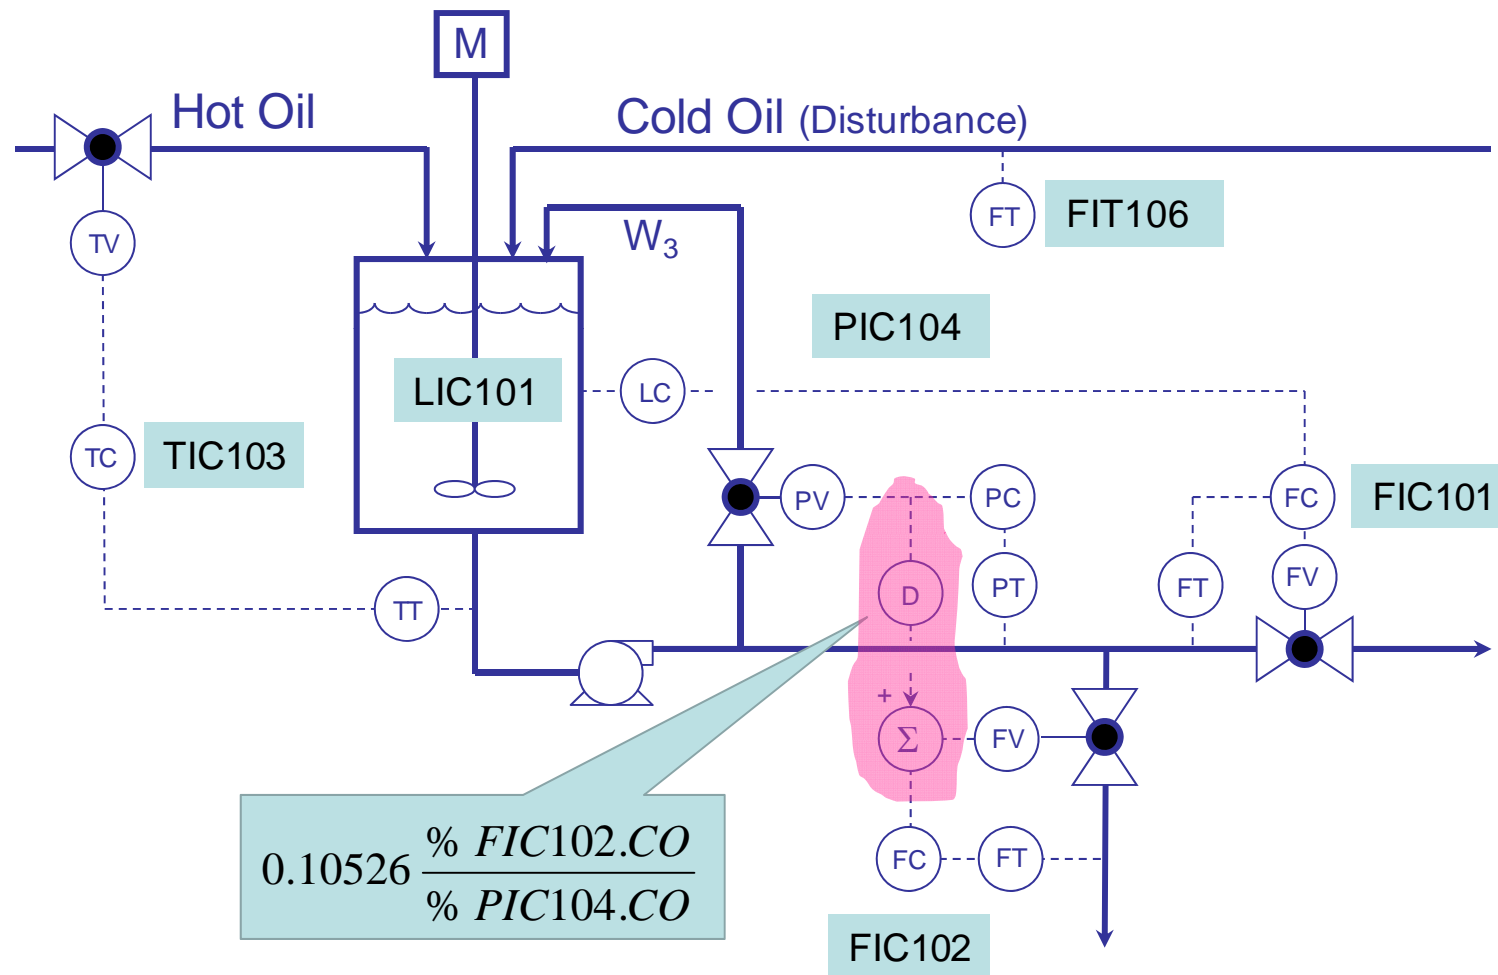 M
Hot Oil
Cold Oil (Disturbance)
FT
FIT106
TV
W3
PIC104
LIC101
LC
TC
TIC103
PV
PC
FC
FIC101
D
PT
FT
FV
TT
+
Σ
FV
0.10526 % FIC102.CO
% PIC104.CO
FC
FT
FIC102